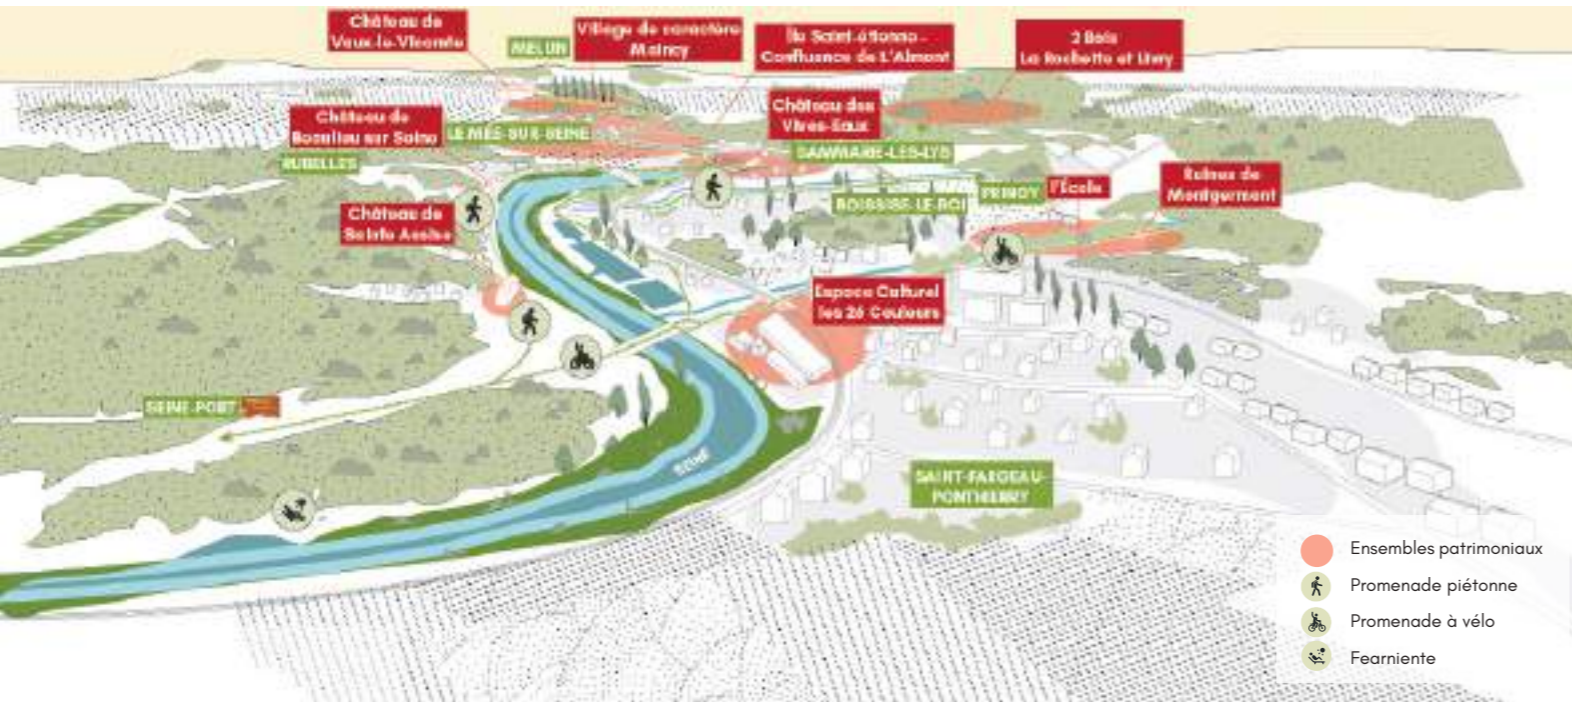 Château de
Vaux-le-Vicomte
MELUN
Village de caractère
Maincy
Île Saint-étienne -
Confluence de L'Almont
2 Bois
La Rochette et Livry
Château de
Beaulieu sur Seine
LE MÉE-SUR-SEINE
Château des
Vives-Eaux
RUBELLES
DAMMARIE-LES-LYS
BOISSISE-LE-ROI
PRINGY
l'École
Ruines de
Montgermont
Château de
Sainte Assise
Espace Culturel
les 26 Couleurs
SEINE-PORT
SEINE
SAINT-FARGEAU-
PONTHIERRY
Ensembles patrimoniaux
Promenade piétonne
Promenade à vélo
Fearniente